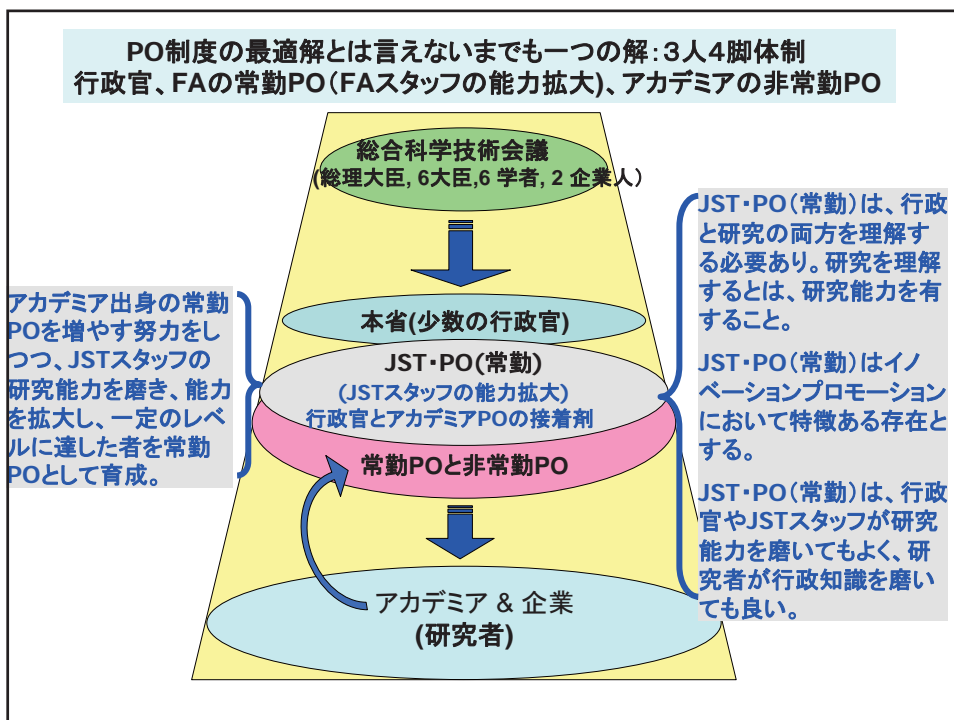 PO制度の最適解とは言えないまでも一つの解:3人4脚体制
行政官、FAの常勤PO(FAスタッフの能力拡大)、アカデミアの非常勤PO
総合科学技術会議
(総理大臣, 6大臣,6 学者, 2 企業人)
本省(少数の行政官)
JST・PO(常勤)
(JSTスタッフの能力拡大)
行政官とアカデミアPOの接着剤
常勤POと非常勤PO
アカデミア & 企業
(研究者)
アカデミア出身の常勤
POを増やす努力をし
つつ、JSTスタッフの
研究能力を磨き、能力
を拡大し、一定のレベ
ルに達した者を常勤
POとして育成。
JST・PO(常勤)は、行政
と研究の両方を理解す
る必要あり。研究を理解
するとは、研究能力を有
すること。
JST・PO(常勤)はイノ
ベーションプロモーション
において特徴ある存在と
する。
JST・PO(常勤)は、行政
官やJSTスタッフが研究
能力を磨いてもよく、研
究者が行政知識を磨い
ても良い。